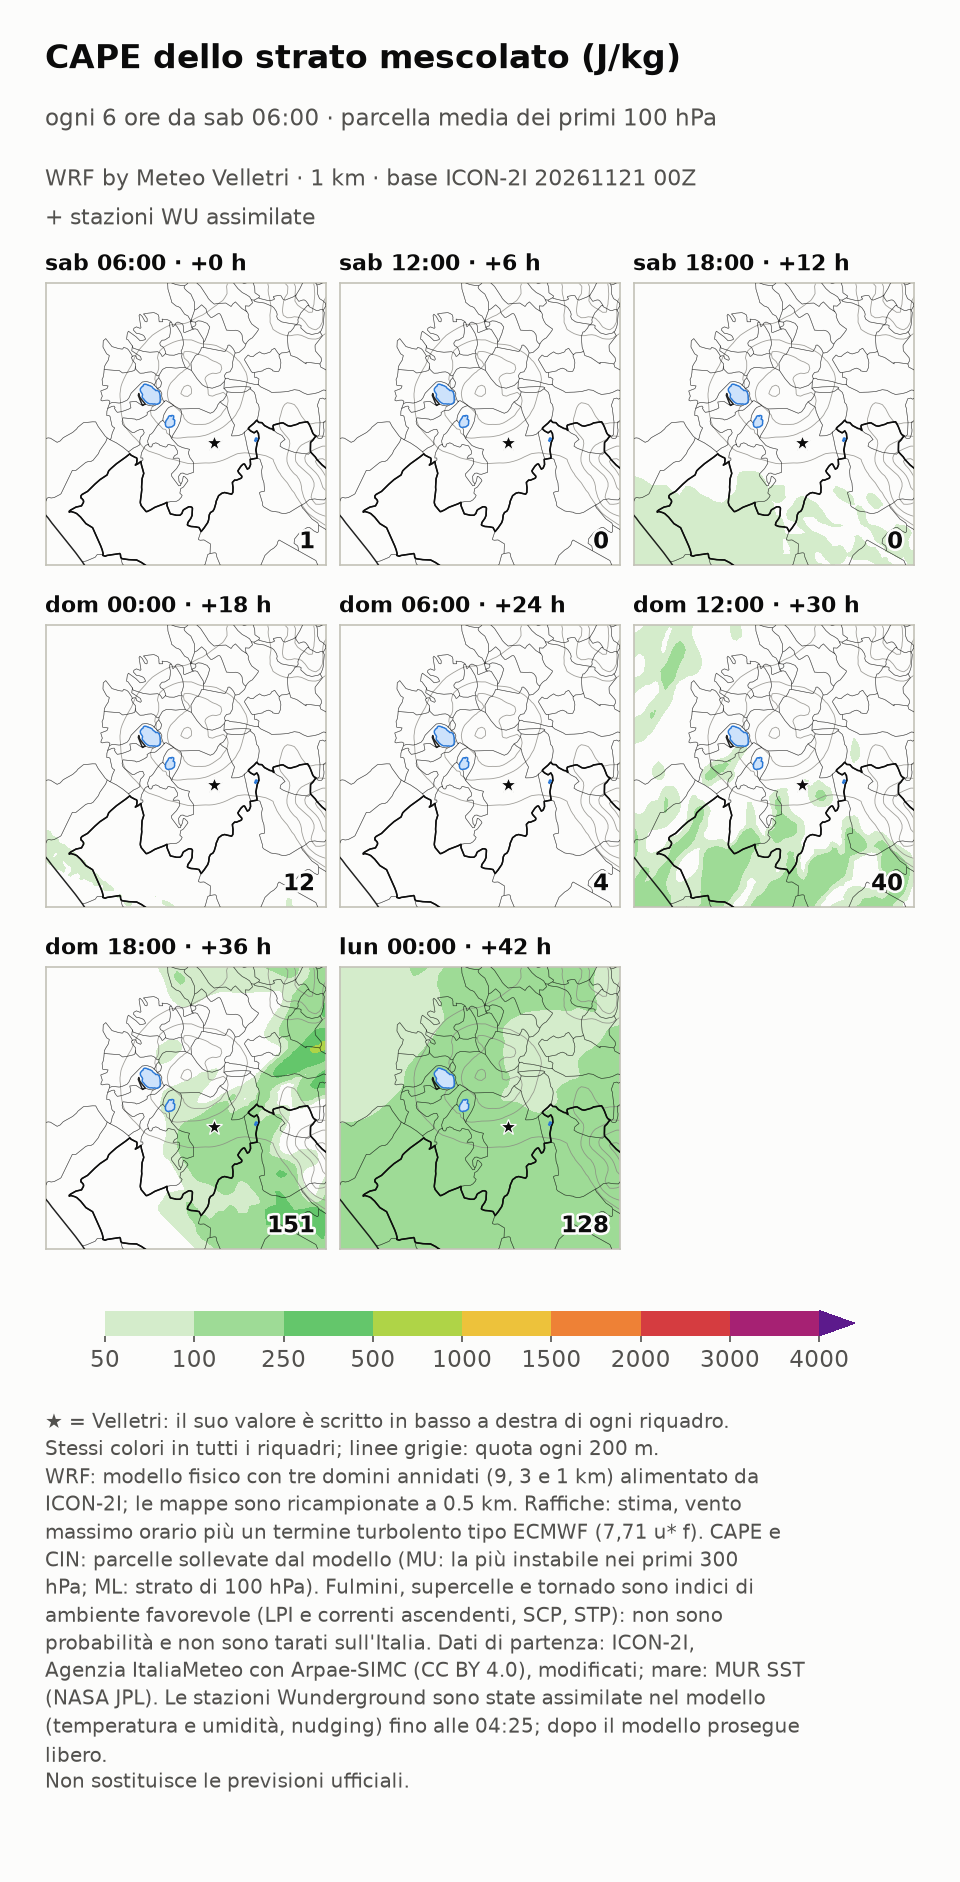 CAPE dello strato mescolato (J/kg)
ogni 6 ore da sab 06:00 · parcella media dei primi 100 hPa
WRF by Meteo Velletri · 1 km · base ICON-2I 20261121 00Z
+ stazioni WU assimilate
sab 06:00 · +0 h
sab 12:00 · +6 h
sab 18:00 · +12 h
1
0
0
dom 00:00 · +18 h
dom 06:00 · +24 h
dom 12:00 · +30 h
12
4
40
dom 18:00 · +36 h
lun 00:00 · +42 h
151
128
50 100 250 500 1000 1500 2000 3000 4000
★ = Velletri: il suo valore è scritto in basso a destra di ogni riquadro.
Stessi colori in tutti i riquadri; linee grigie: quota ogni 200 m.
WRF: modello fisico con tre domini annidati (9, 3 e 1 km) alimentato da
ICON-2I; le mappe sono ricampionate a 0.5 km. Raffiche: stima, vento
massimo orario più un termine turbolento tipo ECMWF (7,71 u* f). CAPE e
CIN: parcelle sollevate dal modello (MU: la più instabile nei primi 300
hPa; ML: strato di 100 hPa). Fulmini, supercelle e tornado sono indici di
ambiente favorevole (LPI e correnti ascendenti, SCP, STP): non sono
probabilità e non sono tarati sull'Italia. Dati di partenza: ICON-2I,
Agenzia ItaliaMeteo con Arpae-SIMC (CC BY 4.0), modificati; mare: MUR SST
(NASA JPL). Le stazioni Wunderground sono state assimilate nel modello
(temperatura e umidità, nudging) fino alle 04:25; dopo il modello prosegue
libero.
Non sostituisce le previsioni ufficiali.